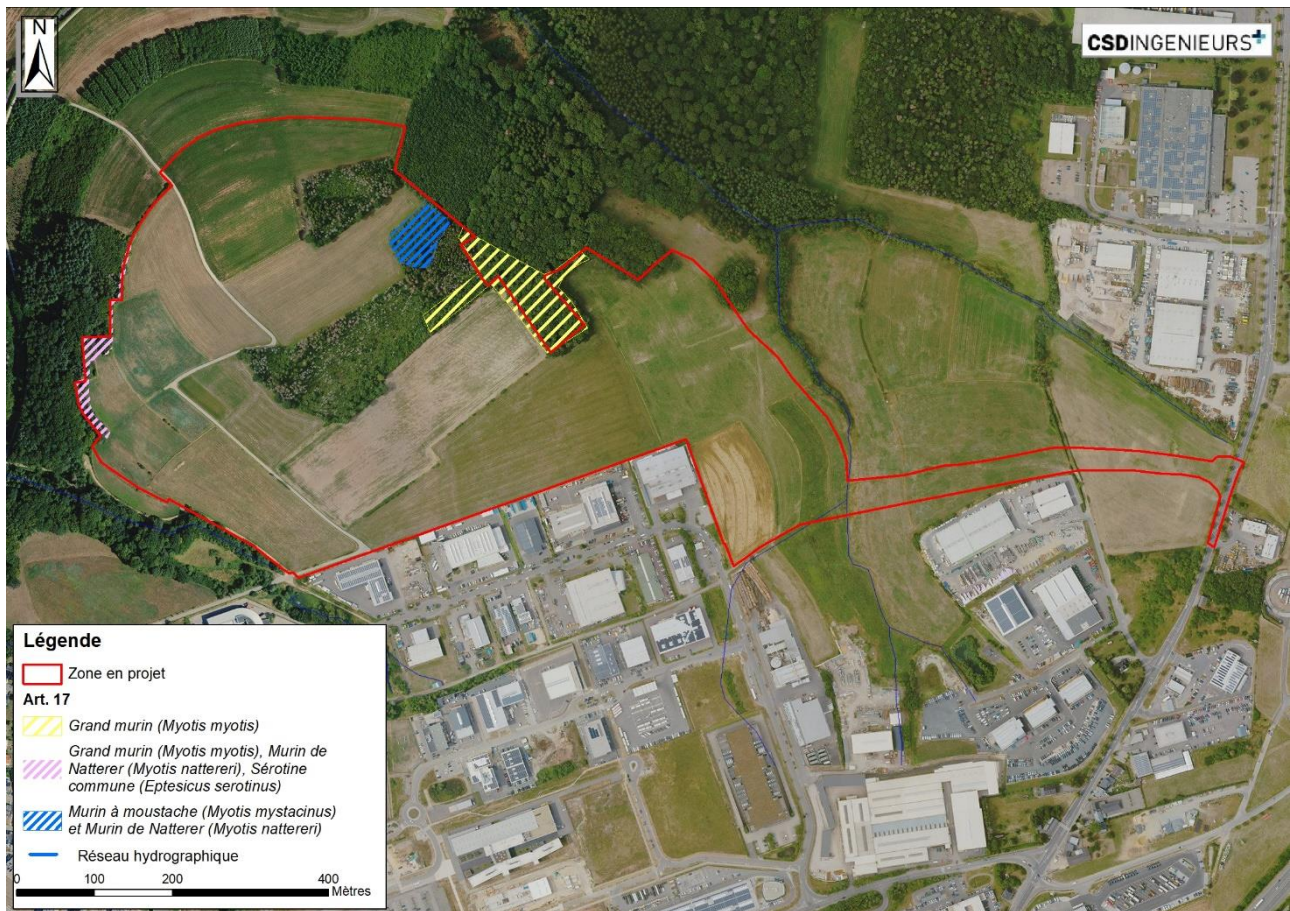 N
CSDINGENIEURS+
Légende
Zone en projet
Art. 17
Grand murin (Myotis myotis)
Grand murin (Myotis myotis), Murin de
Natterer (Myotis nattereri), Sérotine
commune (Eptesicus serotinus)
Murin à moustache (Myotis mystacinus)
et Murin de Natterer (Myotis nattereri)
Réseau hydrographique
0 100 200 400
Mètres